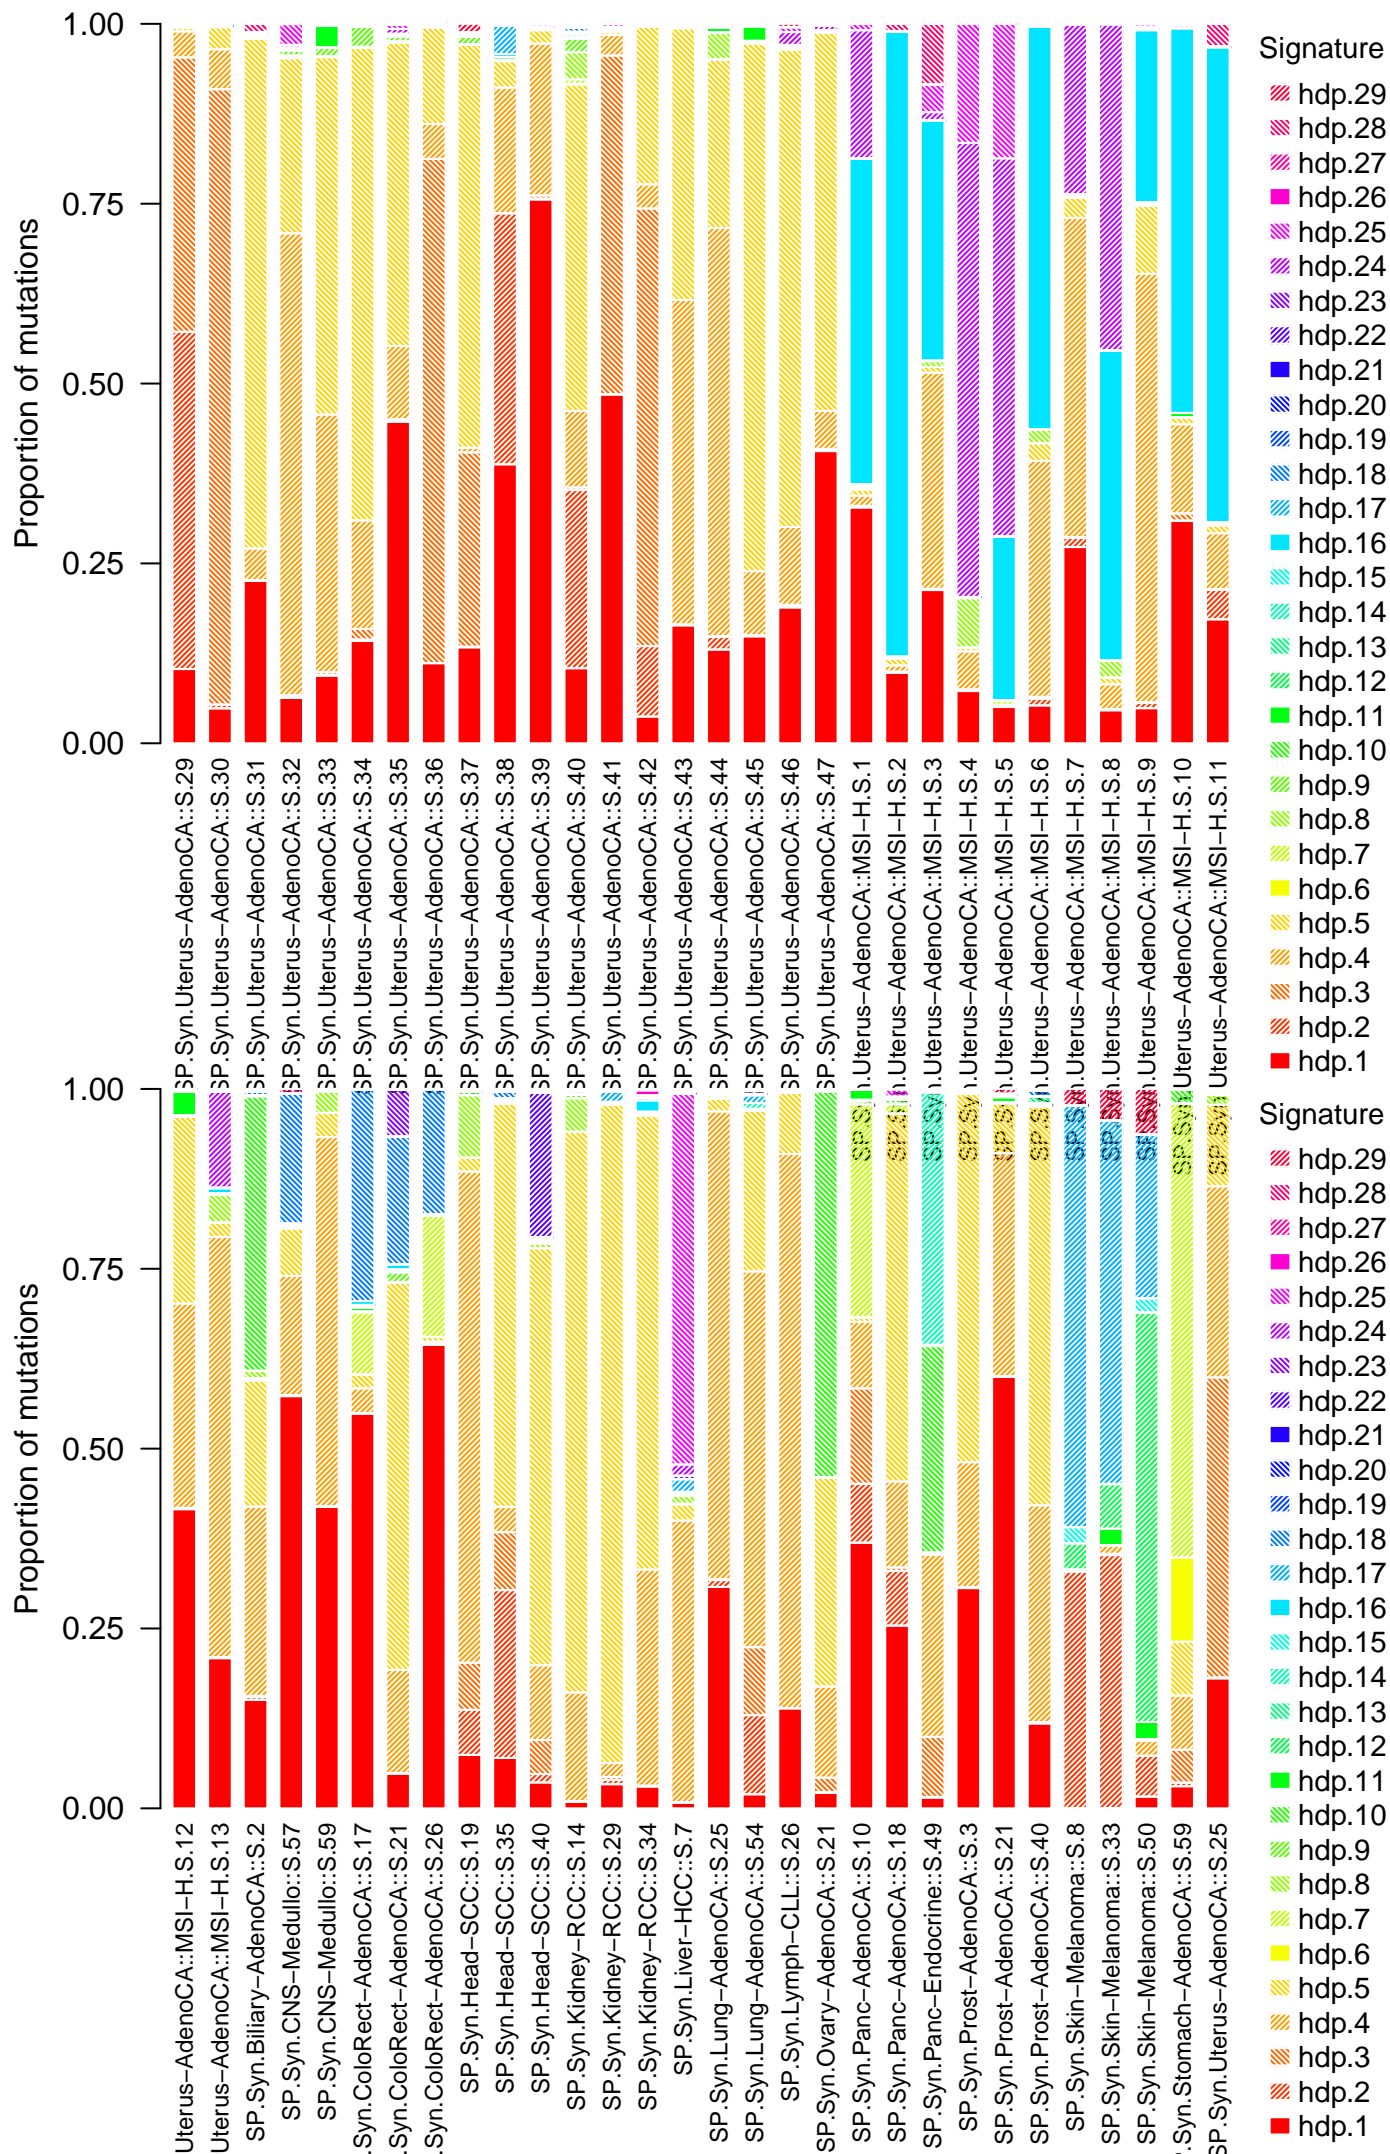 Proportion of mutations
1.00
0.75
0.50
0.25
0.00
SP.Syn.Uterus−AdenoCA::S.29
SP.Syn.Uterus−AdenoCA::S.30
SP.Syn.Uterus−AdenoCA::S.31
SP.Syn.Uterus−AdenoCA::S.32
SP.Syn.Uterus−AdenoCA::S.33
SP.Syn.Uterus−AdenoCA::S.34
SP.Syn.Uterus−AdenoCA::S.35
SP.Syn.Uterus−AdenoCA::S.36
SP.Syn.Uterus−AdenoCA::S.37
SP.Syn.Uterus−AdenoCA::S.38
SP.Syn.Uterus−AdenoCA::S.39
SP.Syn.Uterus−AdenoCA::S.40
SP.Syn.Uterus−AdenoCA::S.41
SP.Syn.Uterus−AdenoCA::S.42
SP.Syn.Uterus−AdenoCA::S.43
SP.Syn.Uterus−AdenoCA::S.44
SP.Syn.Uterus−AdenoCA::S.45
SP.Syn.Uterus−AdenoCA::S.46
SP.Syn.Uterus−AdenoCA::S.47
SP.Syn.Uterus−AdenoCA::MSI−H.S.1
SP.Syn.Uterus−AdenoCA::MSI−H.S.2
SP.Syn.Uterus−AdenoCA::MSI−H.S.3
SP.Syn.Uterus−AdenoCA::MSI−H.S.4
SP.Syn.Uterus−AdenoCA::MSI−H.S.5
SP.Syn.Uterus−AdenoCA::MSI−H.S.6
SP.Syn.Uterus−AdenoCA::MSI−H.S.7
SP.Syn.Uterus−AdenoCA::MSI−H.S.8
SP.Syn.Uterus−AdenoCA::MSI−H.S.9
SP.Syn.Uterus−AdenoCA::MSI−H.S.10
SP.Syn.Uterus−AdenoCA::MSI−H.S.11
Signature
hdp.29
hdp.28
hdp.27
hdp.26
hdp.25
hdp.24
hdp.23
hdp.22
hdp.21
hdp.20
hdp.19
hdp.18
hdp.17
hdp.16
hdp.15
hdp.14
hdp.13
hdp.12
hdp.11
hdp.10
hdp.9
hdp.8
hdp.7
hdp.6
hdp.5
hdp.4
hdp.3
hdp.2
hdp.1
Proportion of mutations
1.00
0.75
0.50
0.25
0.00
Uterus−AdenoCA::MSI−H.S.12
Uterus−AdenoCA::MSI−H.S.13
SP.Syn.Biliary−AdenoCA::S.2
SP.Syn.CNS−Medullo::S.57
SP.Syn.CNS−Medullo::S.59
.Syn.ColoRect−AdenoCA::S.17
.Syn.ColoRect−AdenoCA::S.21
.Syn.ColoRect−AdenoCA::S.26
SP.Syn.Head−SCC::S.19
SP.Syn.Head−SCC::S.35
SP.Syn.Head−SCC::S.40
SP.Syn.Kidney−RCC::S.14
SP.Syn.Kidney−RCC::S.29
SP.Syn.Kidney−RCC::S.34
SP.Syn.Liver−HCC::S.7
SP.Syn.Lung−AdenoCA::S.25
SP.Syn.Lung−AdenoCA::S.54
SP.Syn.Lymph−CLL::S.26
SP.Syn.Ovary−AdenoCA::S.21
SP.Syn.Panc−AdenoCA::S.10
SP.Syn.Panc−AdenoCA::S.18
SP.Syn.Panc−Endocrine::S.49
SP.Syn.Prost−AdenoCA::S.3
SP.Syn.Prost−AdenoCA::S.21
SP.Syn.Prost−AdenoCA::S.40
SP.Syn.Skin−Melanoma::S.8
SP.Syn.Skin−Melanoma::S.33
SP.Syn.Skin−Melanoma::S.50
P.Syn.Stomach−AdenoCA::S.59
SP.Syn.Uterus−AdenoCA::S.25
Signature
hdp.29
hdp.28
hdp.27
hdp.26
hdp.25
hdp.24
hdp.23
hdp.22
hdp.21
hdp.20
hdp.19
hdp.18
hdp.17
hdp.16
hdp.15
hdp.14
hdp.13
hdp.12
hdp.11
hdp.10
hdp.9
hdp.8
hdp.7
hdp.6
hdp.5
hdp.4
hdp.3
hdp.2
hdp.1